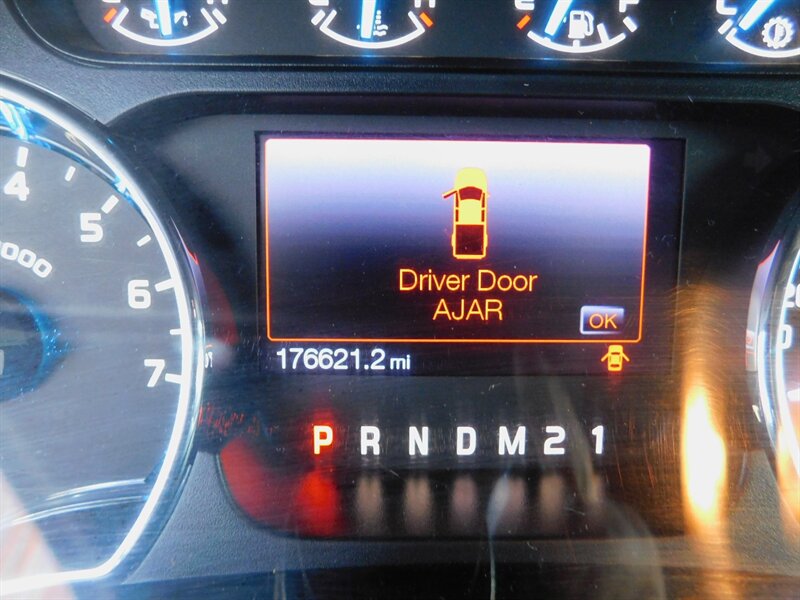 E F
4
5
6
7
000
Driver Door
AJAR
OK
176621.2 mi
P R N D M 2 1